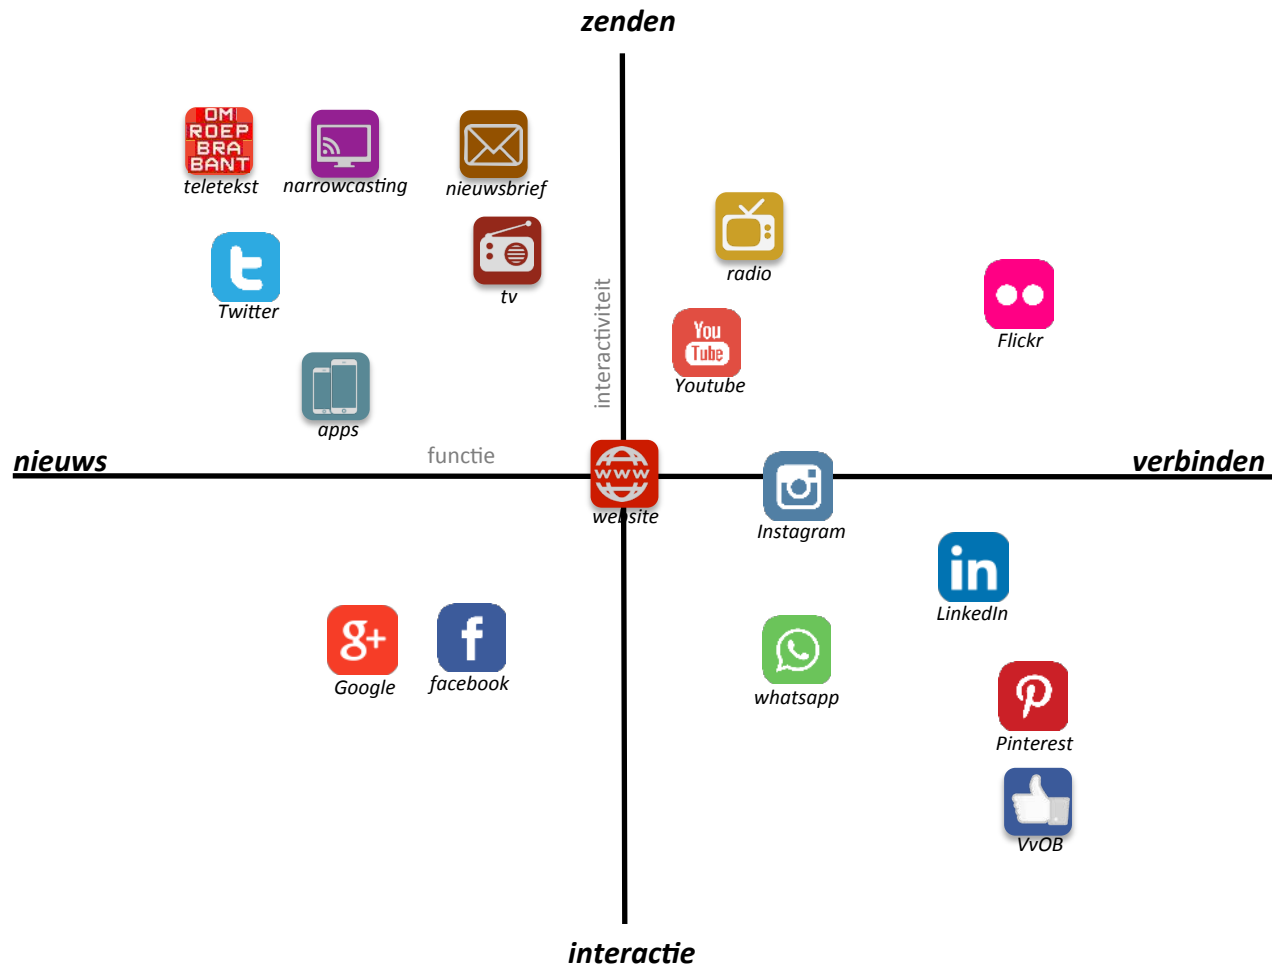 zenden
OM
ROEP
BRA
BANT
teletekst
narrowcasting
nieuwsbrief
Twitter
tv
radio
Flickr
You
Tube
Youtube
interactiviteit
apps
nieuws
functie
verbinden
www
website
Instagram
in
LinkedIn
g+
Google
f
facebook
whatsapp
Pinterest
VvOB
interactie